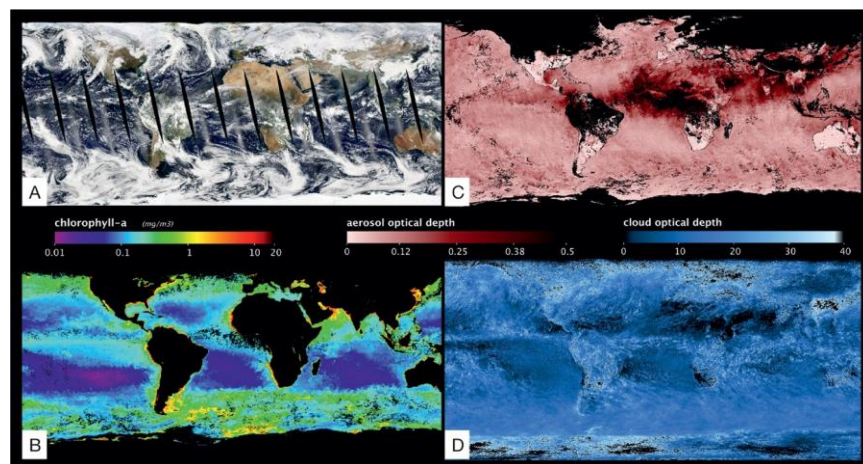 A
C
chlorophyll-a (mg/m3)
0.01 0.1 1 10 20
aerosol optical depth
0 0.12 0.25 0.38 0.5
cloud optical depth
0 10 20 30 40
B
D